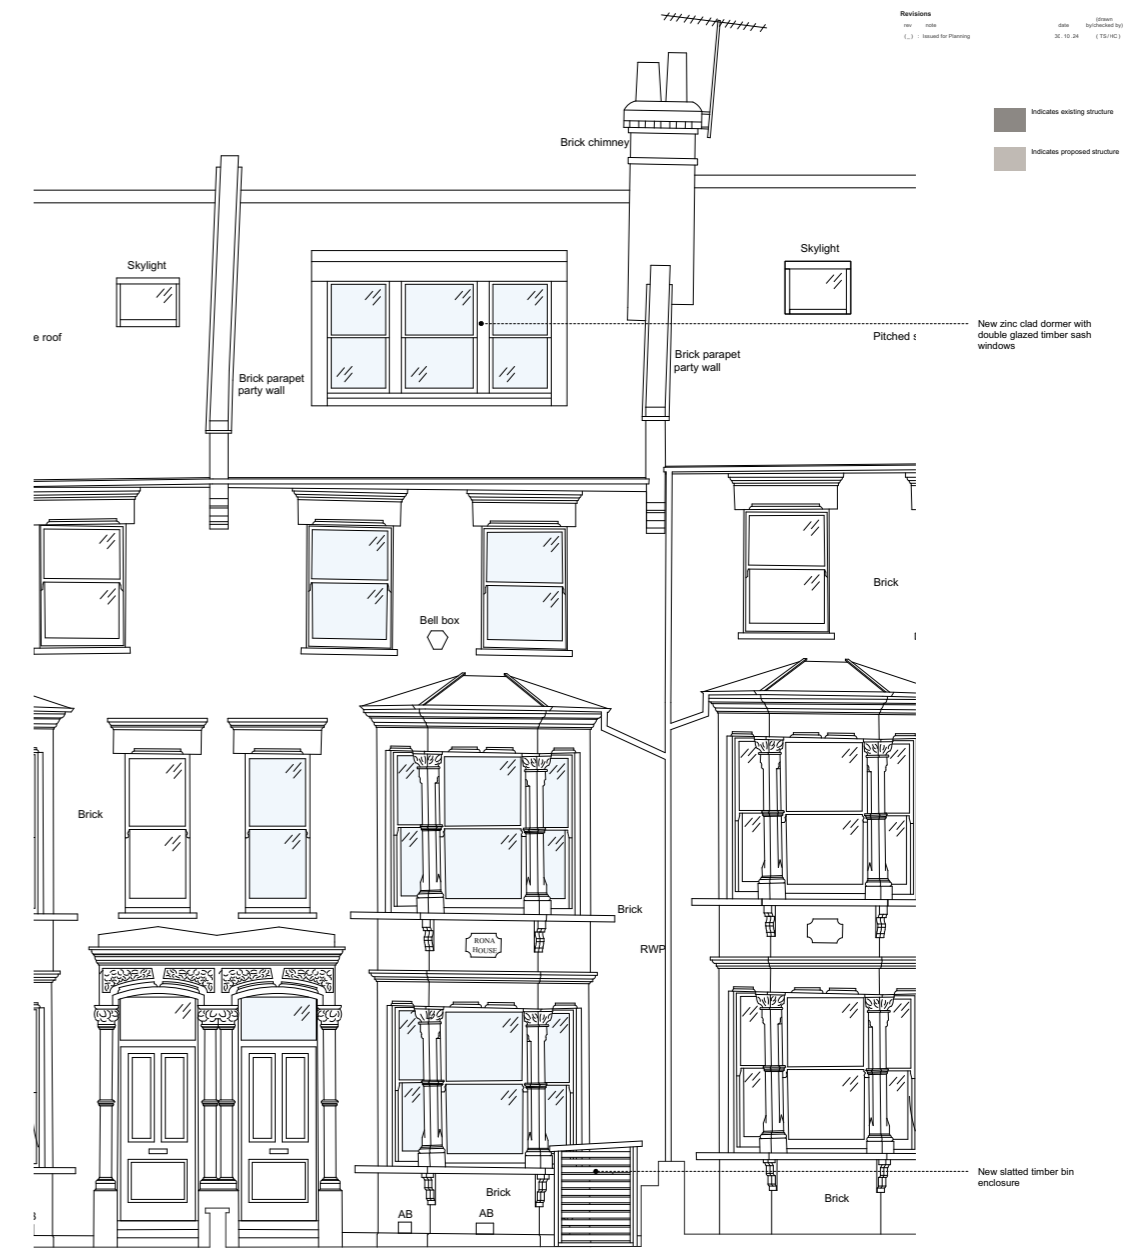 Revisions
rev note date (drawn by/checked by)
(_) : Issued for Planning 30.10.24 (TS/HC)
Indicates existing structure
Indicates proposed structure
Brick chimney
Skylight
Skylight
New zinc clad dormer with
double glazed timber sash
windows
e roof
Pitched s
Brick parapet
party wall
Brick parapet
party wall
Brick
Bell box
Brick
Brick
RONA
HOUSE
RWP
New slatted timber bin
enclosure
Brick
Brick
AB
AB